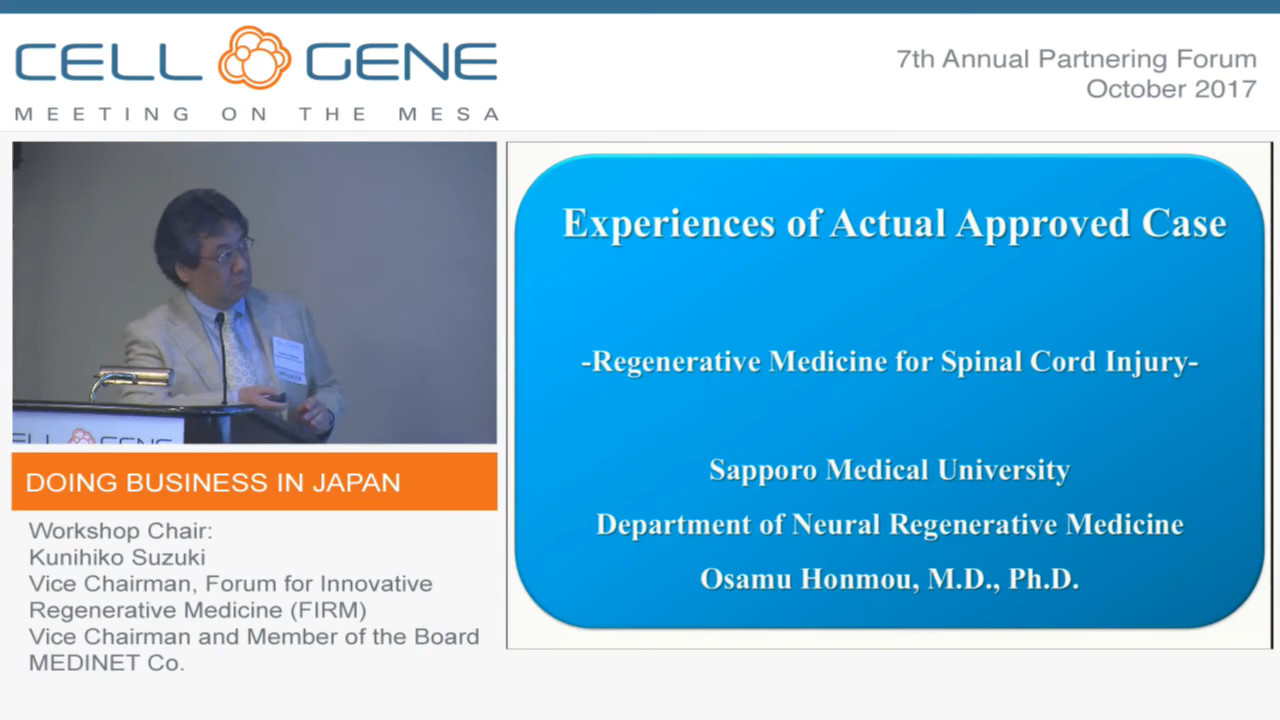 CELL GENE
MEETING ON THE MESA
7th Annual Partnering Forum
October 2017
CELL GENE
DOING BUSINESS IN JAPAN
Workshop Chair:
Kunihiko Suzuki
Vice Chairman, Forum for Innovative
Regenerative Medicine (FIRM)
Vice Chairman and Member of the Board
MEDINET Co.
Experiences of Actual Approved Case
-Regenerative Medicine for Spinal Cord Injury-
Sapporo Medical University
Department of Neural Regenerative Medicine
Osamu Honmou, M.D., Ph.D.